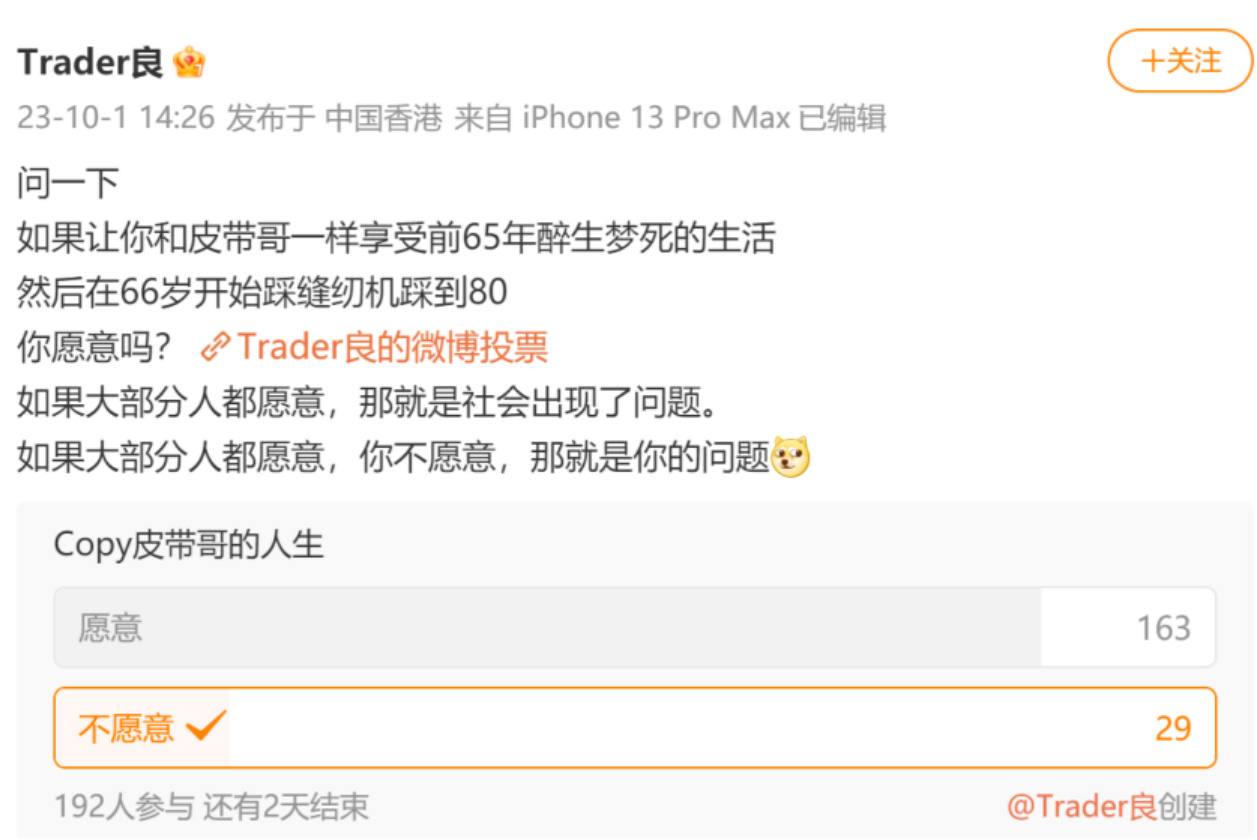 Trader良
+关注
23-10-1 14:26 发布于 中国香港 来自 iPhone 13 Pro Max 已编辑
问一下
如果让你和皮带哥一样享受前65年醉生梦死的生活
然后在66岁开始踩缝纫机踩到80
你愿意吗？ Trader良的微博投票
如果大部分人都愿意，那就是社会出现了问题。
如果大部分人都愿意，你不愿意，那就是你的问题
Copy皮带哥的人生
愿意 163
不愿意 29
192人参与 还有2天结束 @Trader良创建